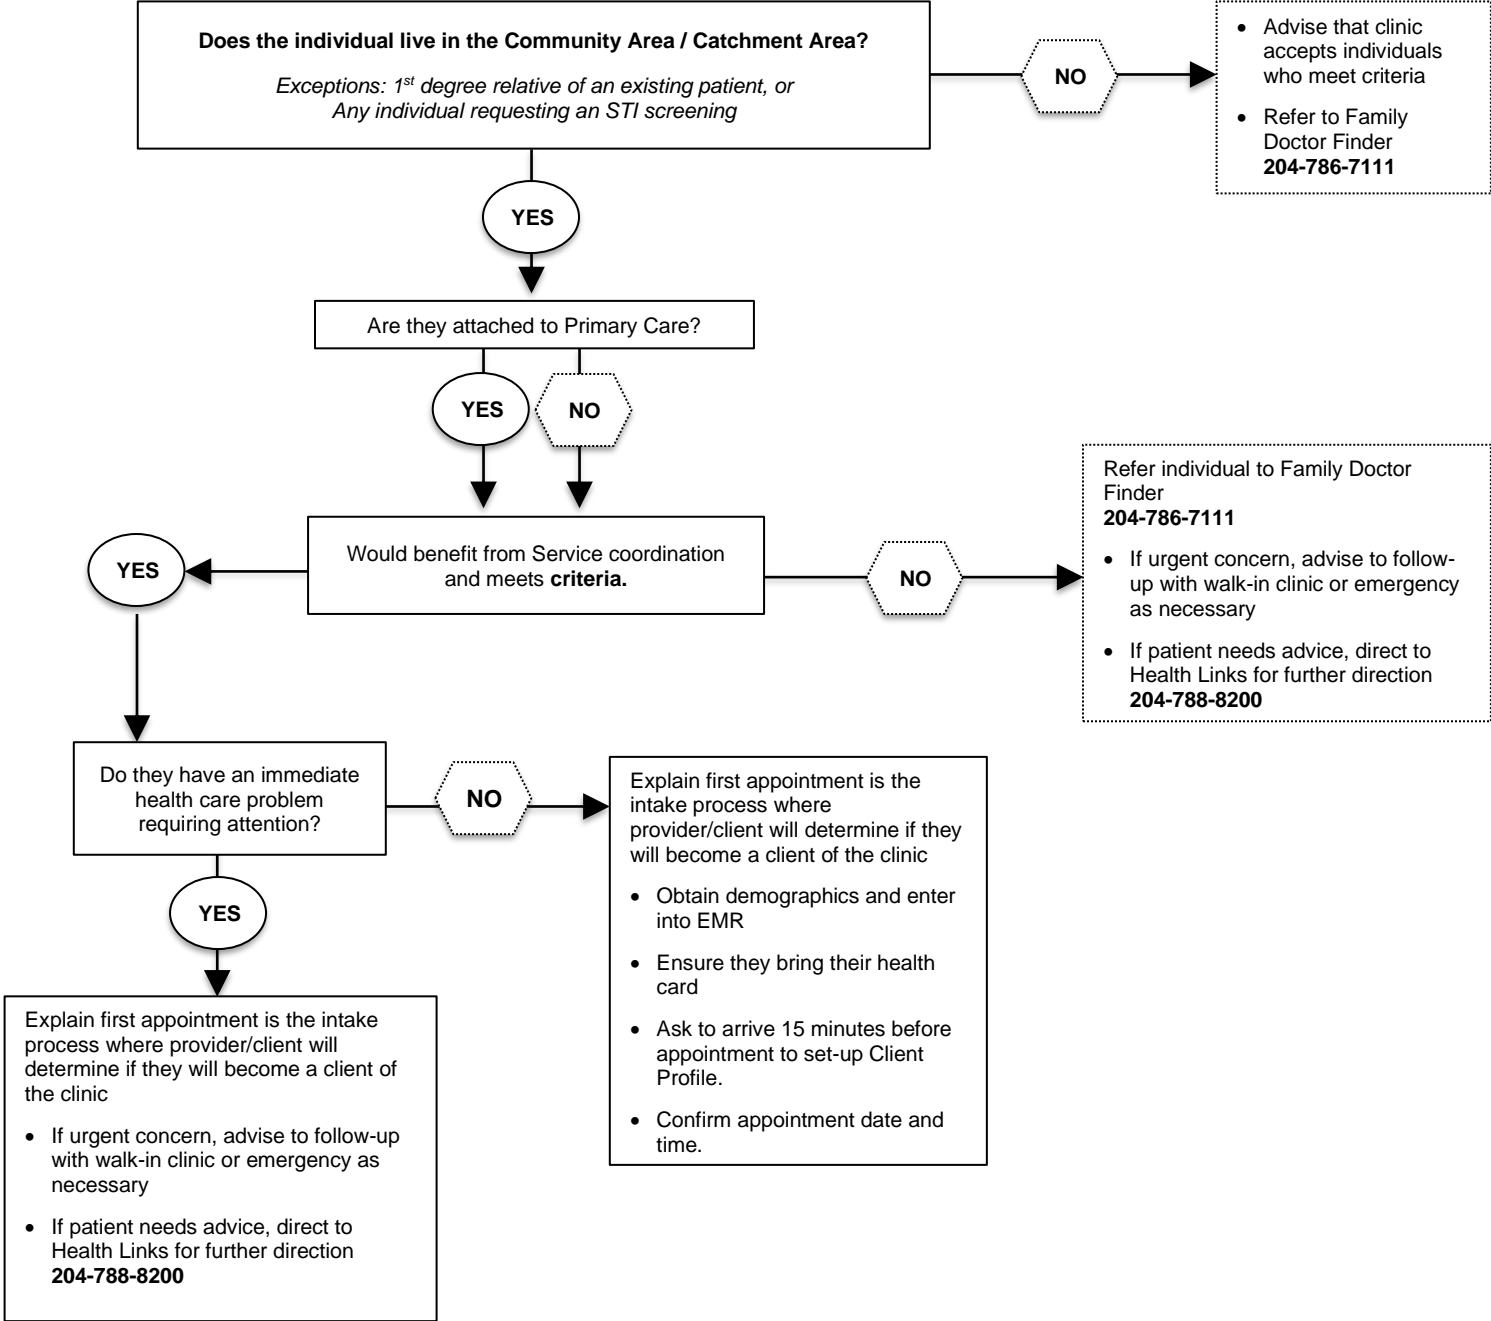 Does the individual live in the Community Area / Catchment Area?
Exceptions: 1st degree relative of an existing patient, or
Any individual requesting an STI screening
NO
• Advise that clinic
accepts individuals
who meet criteria
• Refer to Family
Doctor Finder
204-786-7111
YES
Are they attached to Primary Care?
YES
NO
Would benefit from Service coordination
and meets criteria.
YES
NO
Refer individual to Family Doctor
Finder
204-786-7111
• If urgent concern, advise to follow-
up with walk-in clinic or emergency
as necessary
• If patient needs advice, direct to
Health Links for further direction
204-788-8200
Do they have an immediate
health care problem
requiring attention?
NO
Explain first appointment is the
intake process where
provider/client will determine if they
will become a client of the clinic
• Obtain demographics and enter
into EMR
• Ensure they bring their health
card
• Ask to arrive 15 minutes before
appointment to set-up Client
Profile.
• Confirm appointment date and
time.
YES
Explain first appointment is the intake
process where provider/client will
determine if they will become a client of
the clinic
• If urgent concern, advise to follow-up
with walk-in clinic or emergency as
necessary
• If patient needs advice, direct to
Health Links for further direction
204-788-8200